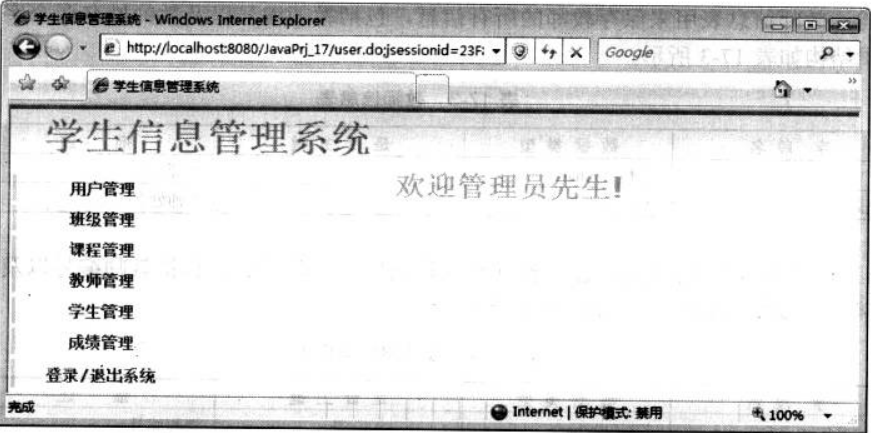 学生信息管理系统 - Windows Internet Explorer
http://localhost:8080/JavaPrj_17/user.do;jsessionid=23F
Google
学生信息管理系统
学生信息管理系统
欢迎管理员先生!
用户管理
班级管理
课程管理
教师管理
学生管理
成绩管理
登录/退出系统
完成
Internet | 保护模式: 禁用
100%